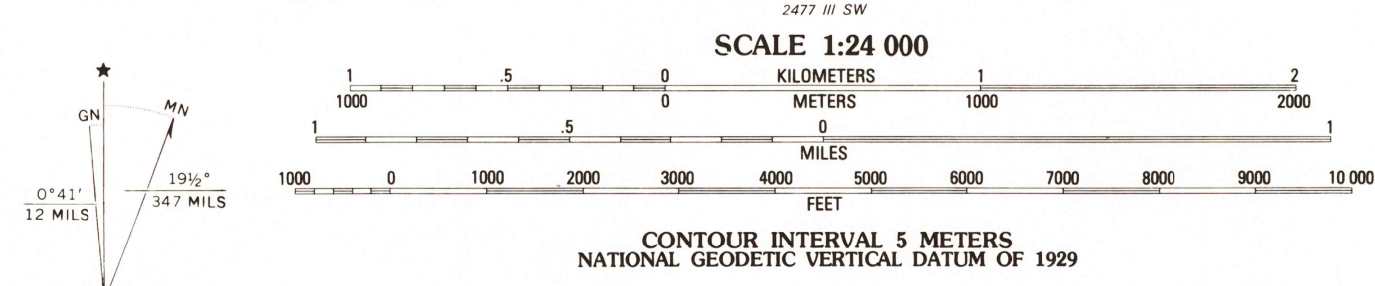 2477 III SW
SCALE 1:24 000
1 .5 0 KILOMETERS 1 2
1000 0 METERS 1000 2000
1 .5 0 1
MILES
1000 0 1000 2000 3000 4000 5000 6000 7000 8000 9000 10 000
FEET
CONTOUR INTERVAL 5 METERS
NATIONAL GEODETIC VERTICAL DATUM OF 1929
GN
MN
0°41'
12 MILS
19½°
347 MILS